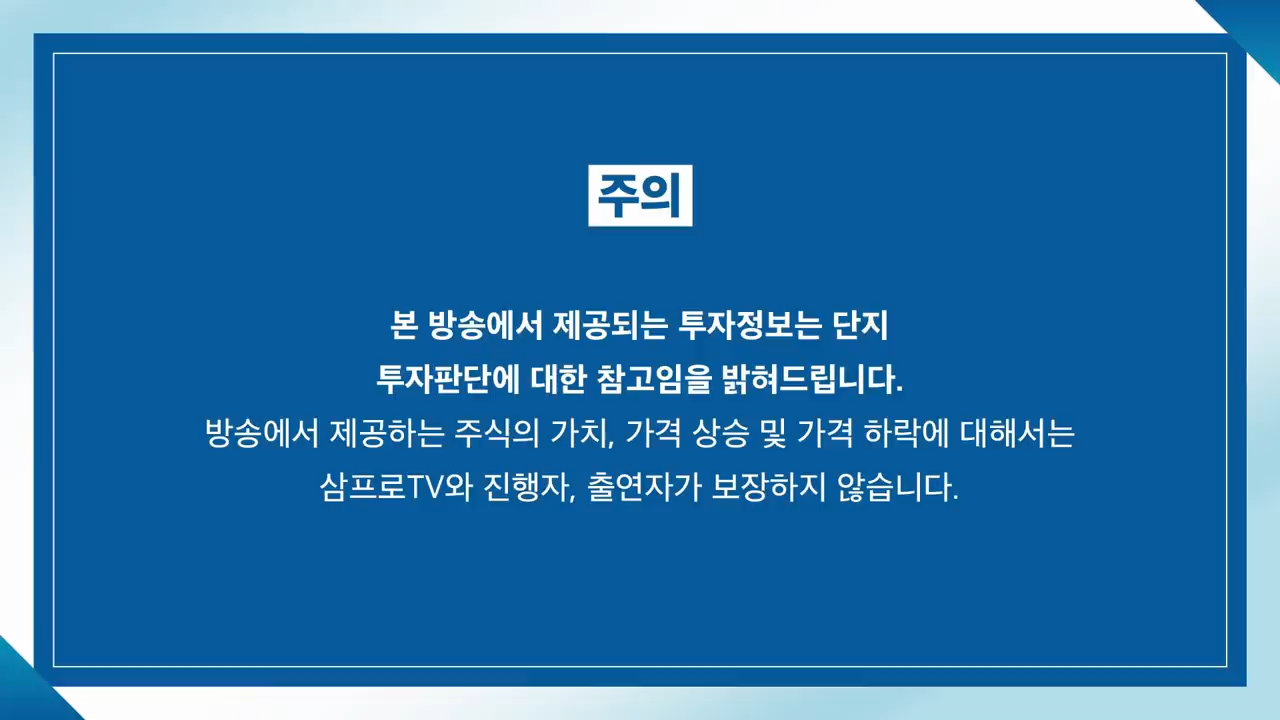 주의
본 방송에서 제공되는 투자정보는 단지
투자판단에 대한 참고임을 밝혀드립니다.
방송에서 제공하는 주식의 가치, 가격 상승 및 가격 하락에 대해서는
삼프로TV와 진행자, 출연자가 보장하지 않습니다.